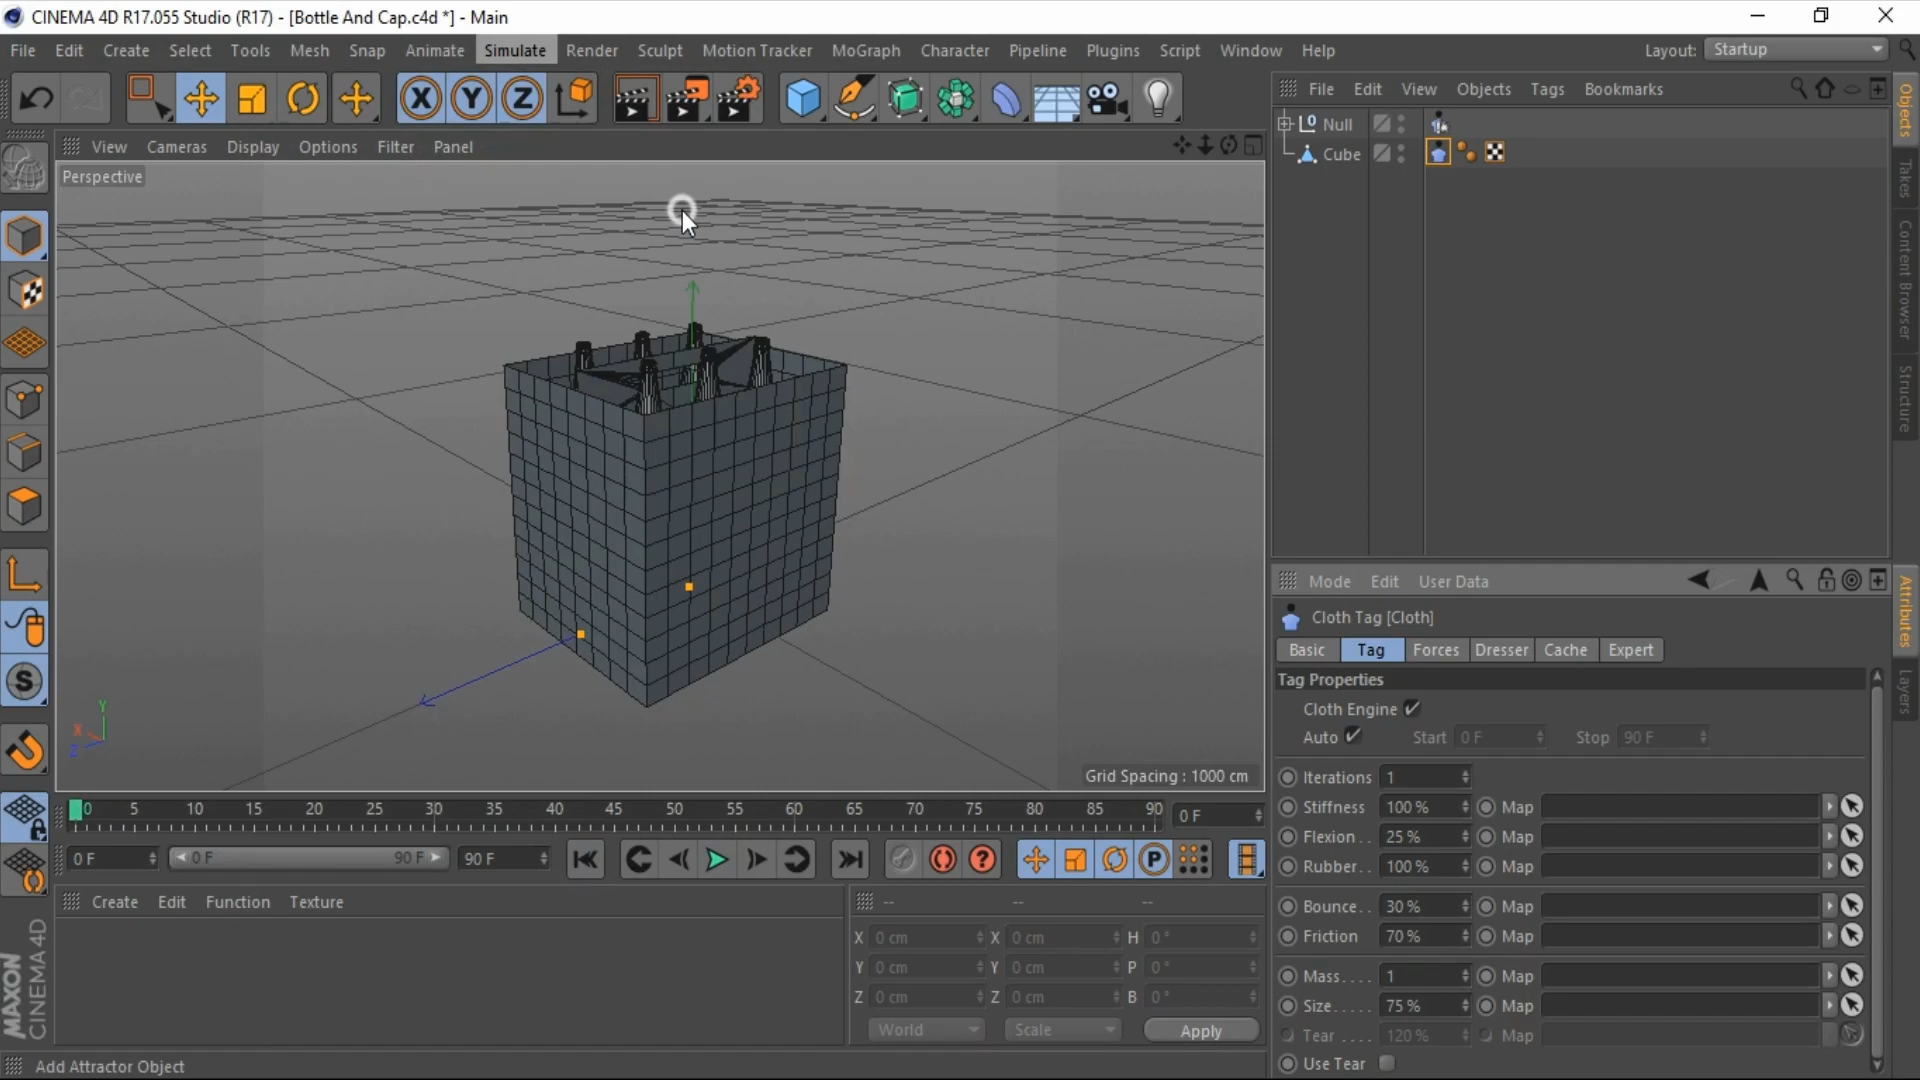 CINEMA 4D R17.055 Studio (R17) - [Bottle And Cap.c4d *] - Main
File Edit Create Select Tools Mesh Snap Animate Simulate Render Sculpt Motion Tracker MoGraph Character Pipeline Plugins Script Window Help Layout: Startup
X Y Z
File Edit View Objects Tags Bookmarks
Null
Cube
View Cameras Display Options Filter Panel
Perspective
Y
X
Z
Grid Spacing : 1000 cm
0 5 10 15 20 25 30 35 40 45 50 55 60 65 70 75 80 85 90 0 F
0 F 0 F 90 F 90 F
Create Edit Function Texture
-- -- --
X 0 cm X 0 cm H 0 °
Y 0 cm Y 0 cm P 0 °
Z 0 cm Z 0 cm B 0 °
World Scale Apply
MAXON
CINEMA 4D
Add Attractor Object
Mode Edit User Data
Cloth Tag [Cloth]
Basic Tag Forces Dresser Cache Expert
Tag Properties
Cloth Engine
Auto Start 0 F Stop 90 F
Iterations 1
Stiffness 100 % Map
Flexion . . 25 % Map
Rubber. . 100 % Map
Bounce. . 30 % Map
Friction 70 % Map
Mass. . . . 1 Map
Size. . . . . 75 % Map
Tear . . . . 120 % Map
Use Tear
Objects
Takes
Content Browser
Structure
Attributes
Layers